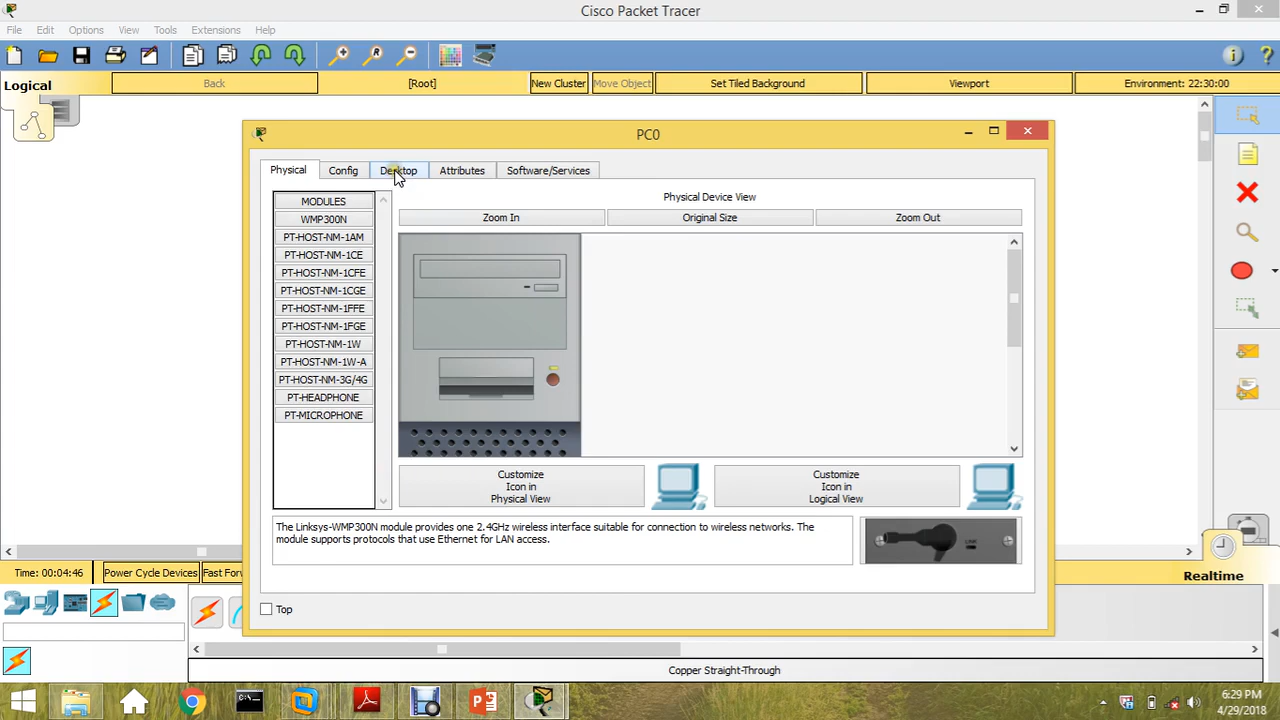 Cisco Packet Tracer
File Edit Options View Tools Extensions Help
Logical Back [Root] New Cluster Move Object Set Tiled Background Viewport Environment: 22:30:00
PC0
Physical Config Desktop Attributes Software/Services
MODULES
WMP300N
PT-HOST-NM-1AM
PT-HOST-NM-1CE
PT-HOST-NM-1CFE
PT-HOST-NM-1CGE
PT-HOST-NM-1FFE
PT-HOST-NM-1FGE
PT-HOST-NM-1W
PT-HOST-NM-1W-A
PT-HOST-NM-3G/4G
PT-HEADPHONE
PT-MICROPHONE
Physical Device View
Zoom In Original Size Zoom Out
Customize
Icon in
Physical View
Customize
Icon in
Logical View
The Linksys-WMP300N module provides one 2.4GHz wireless interface suitable for connection to wireless networks. The
module supports protocols that use Ethernet for LAN access.
Top
Time: 00:04:46 Power Cycle Devices Fast Forw
Realtime
Copper Straight-Through
6:29 PM
4/29/2018